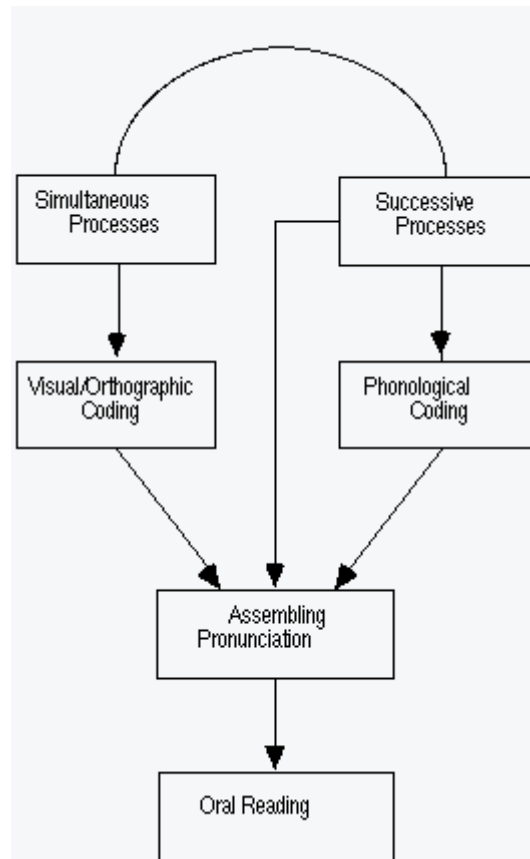 Simultaneous
Processes
Successive
Processes
Visual/Orthographic
Coding
Phonological
Coding
Assembling
Pronunciation
Oral Reading